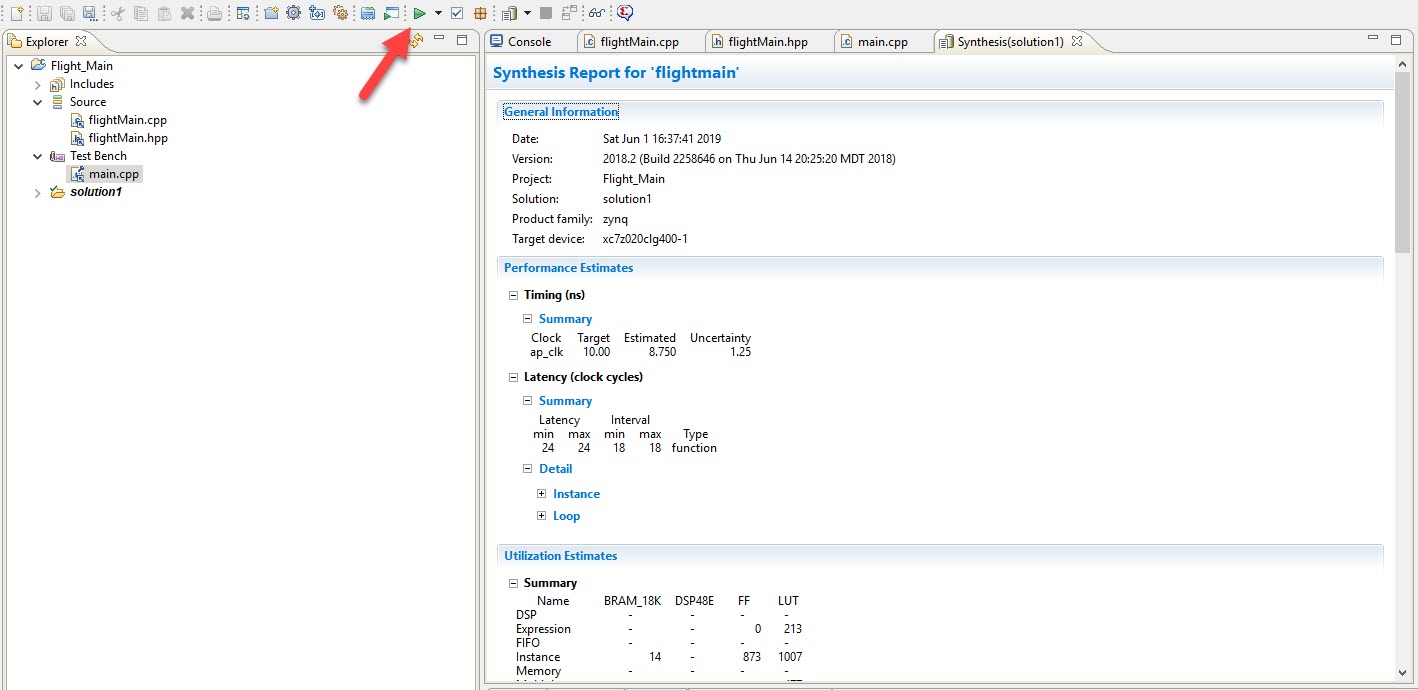 Explorer
Flight_Main
Includes
Source
flightMain.cpp
flightMain.hpp
Test Bench
main.cpp
solution1
Console flightMain.cpp flightMain.hpp main.cpp Synthesis(solution1)
Synthesis Report for 'flightmain'
General Information
Date: Sat Jun 1 16:37:41 2019
Version: 2018.2 (Build 2258646 on Thu Jun 14 20:25:20 MDT 2018)
Project: Flight_Main
Solution: solution1
Product family: zynq
Target device: xc7z020clg400-1
Performance Estimates
Timing (ns)
Summary
Clock Target Estimated Uncertainty
ap_clk 10.00 8.750 1.25
Latency (clock cycles)
Summary
Latency Interval
min max min max Type
24 24 18 18 function
Detail
Instance
Loop
Utilization Estimates
Summary
Name BRAM_18K DSP48E FF LUT
DSP - - - -
Expression - - 0 213
FIFO - - - -
Instance 14 - 873 1007
Memory - - - -